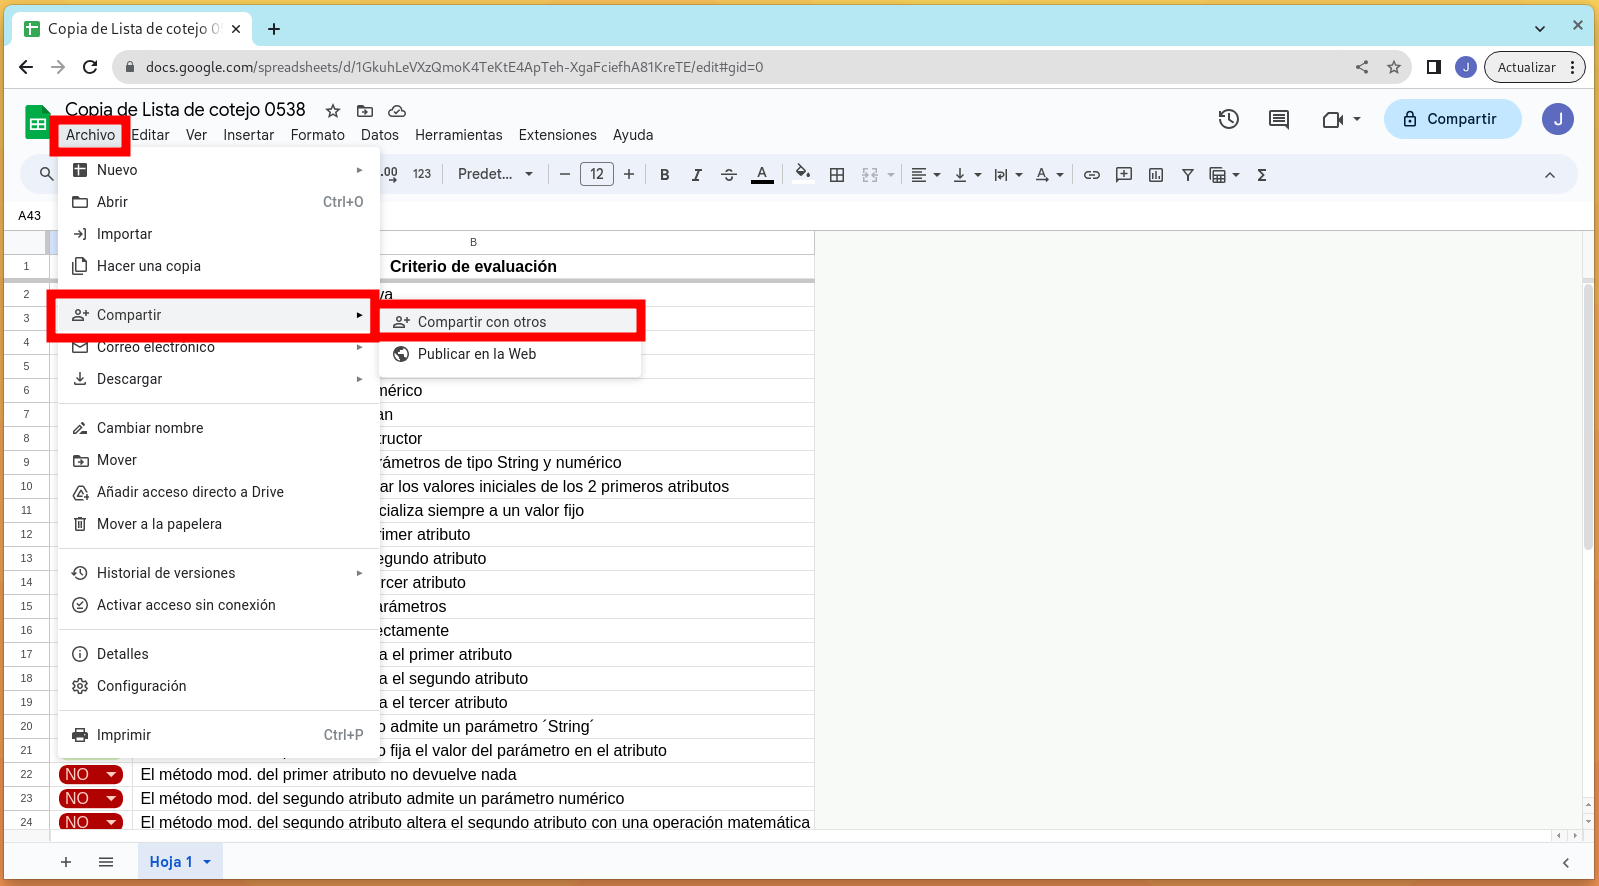 Copia de Lista de cotejo 0
docs.google.com/spreadsheets/d/1GkuhLeVXzQmoK4TeKtE4ApTeh-XgaFciefhA81KreTE/edit#gid=0
J
Actualizar
Copia de Lista de cotejo 0538
Archivo Editar Ver Insertar Formato Datos Herramientas Extensiones Ayuda
Compartir
J
.00 123 Predet... 12 B I A Σ
A43
B
1 Criterio de evaluación
2 va
3
4
5
6 mérico
7 an
8 tructor
9 rámetros de tipo String y numérico
10 ar los valores iniciales de los 2 primeros atributos
11 cializa siempre a un valor fijo
12 rimer atributo
13 egundo atributo
14 rcer atributo
15 arámetros
16 ectamente
17 a el primer atributo
18 a el segundo atributo
19 a el tercer atributo
20 o admite un parámetro ´String´
21 o fija el valor del parámetro en el atributo
22 NO El método mod. del primer atributo no devuelve nada
23 NO El método mod. del segundo atributo admite un parámetro numérico
24 NO El método mod. del segundo atributo altera el segundo atributo con una operación matemática
Nuevo
Abrir Ctrl+O
Importar
Hacer una copia
Compartir
Correo electrónico
Descargar
Cambiar nombre
Mover
Añadir acceso directo a Drive
Mover a la papelera
Historial de versiones
Activar acceso sin conexión
Detalles
Configuración
Imprimir Ctrl+P
Compartir con otros
Publicar en la Web
Hoja 1